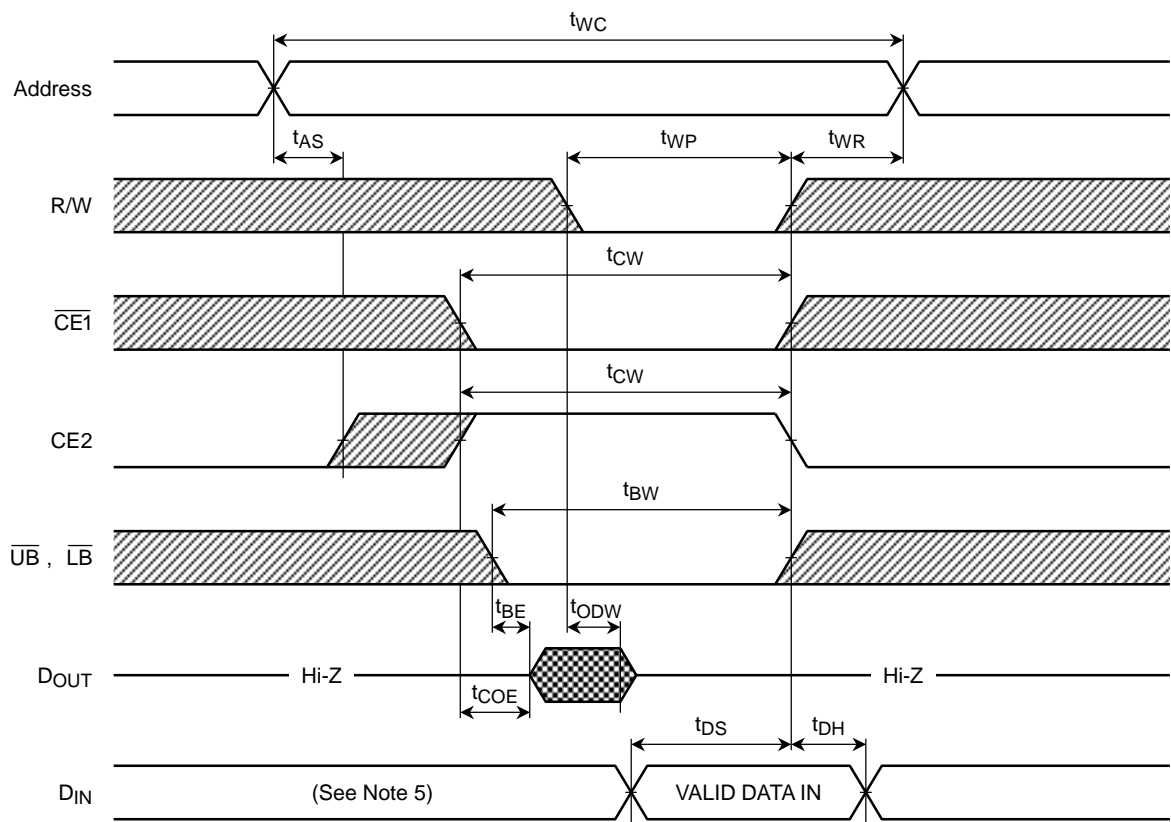 tWC
Address
tAS
tWP
tWR
R/W
tCW
CE1
tCW
CE2
tBW
UB , LB
tBE
tODW
DOUT
Hi-Z
Hi-Z
tCOE
tDS
tDH
DIN
(See Note 5)
VALID DATA IN